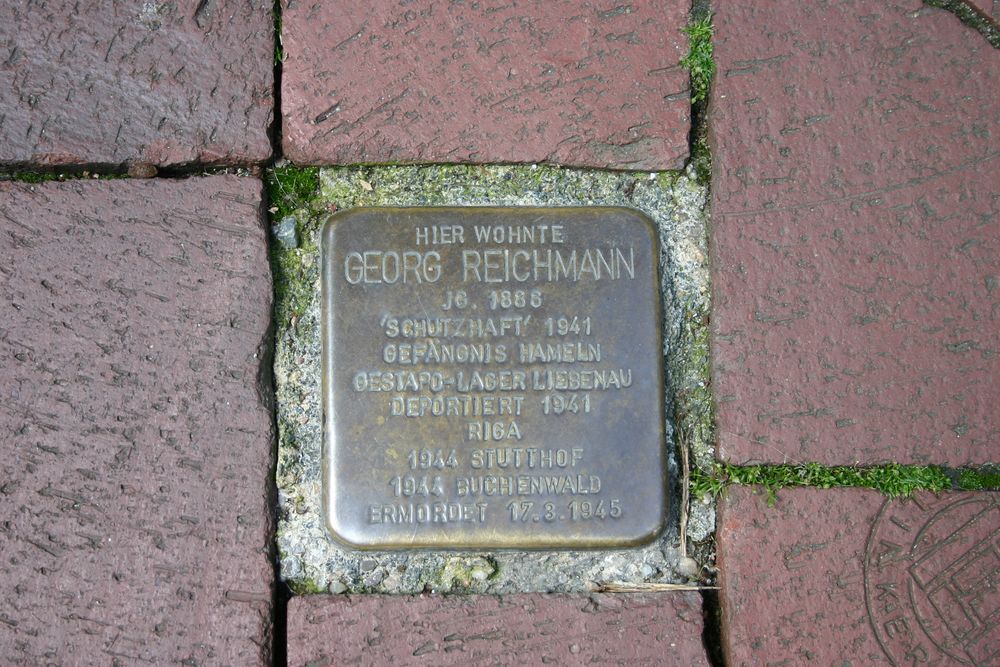 HIER WOHNTE
GEORG REICHMANN
JG. 1886
'SCHUTZHAFT' 1941
GEFÄNGNIS HAMELN
GESTAPO-LAGER LIEBENAU
DEPORTIERT 1941
RIGA
1944 STUTTHOF
1944 BUCHENWALD
ERMORDET 17.3.1945